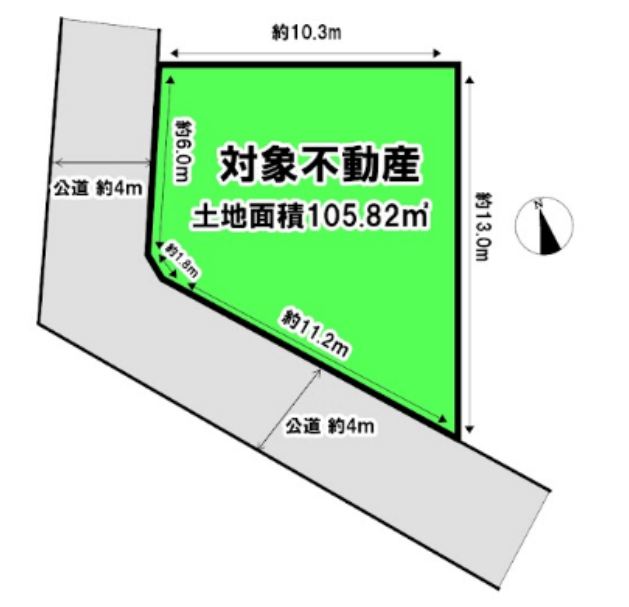 約10.3m
約6.0m
対象不動産
公道 約4m
土地面積105.82㎡
約13.0m
N
約1.8m
約11.2m
公道 約4m